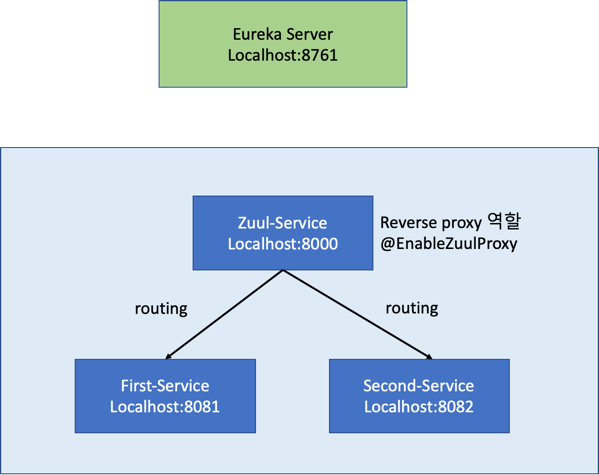 Eureka Server
Localhost:8761
Zuul-Service
Localhost:8000
Reverse proxy 역할
@EnableZuulProxy
routing
routing
First-Service
Localhost:8081
Second-Service
Localhost:8082